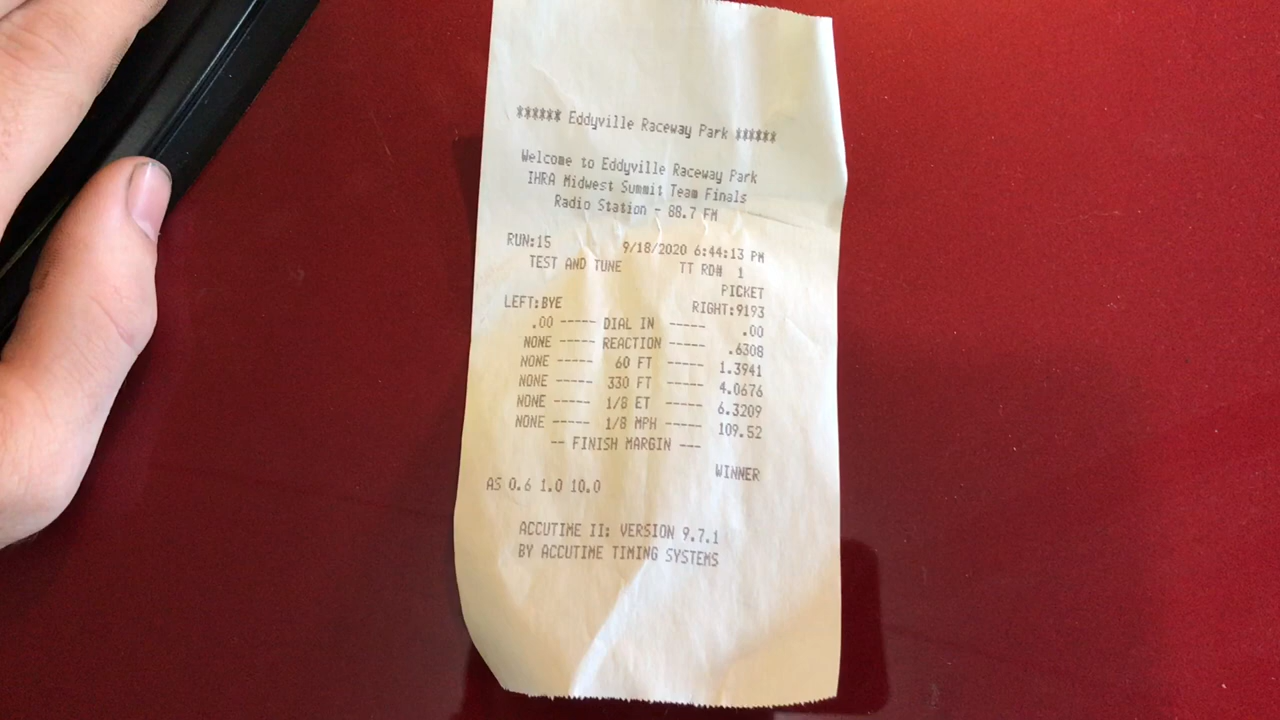 ****** Eddyville Raceway Park ******
Welcome to Eddyville Raceway Park
IHRA Midwest Summit Team Finals
Radio Station - 88.7 FM
RUN:15 9/18/2020 6:44:13 PM
TEST AND TUNE TT RD# 1
PICKET
LEFT:BYE RIGHT:9193
.00 ----- DIAL IN ----- .00
NONE ----- REACTION ----- .6308
NONE ----- 60 FT ----- 1.3941
NONE ----- 330 FT ----- 4.0676
NONE ----- 1/8 ET ----- 6.3209
NONE ----- 1/8 MPH ----- 109.52
-- FINISH MARGIN ---
WINNER
AS 0.6 1.0 10.0
ACCUTIME II: VERSION 9.7.1
BY ACCUTIME TIMING SYSTEMS